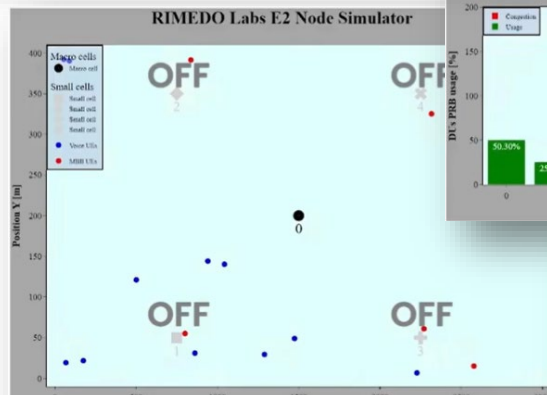 RIMEDO Labs E2 Node Simulator
Macro cells
Macro cell
Small cells
Small cell
Small cell
Small cell
Small cell
Voice UEs
MBB UEs
Position Y [m]
400
350
300
250
200
150
100
50
0
OFF
2
OFF
4
0
OFF
1
OFF
3
DUs PRB usage [%]
200
150
100
50
0
Congestion
Usage
50.30%
0